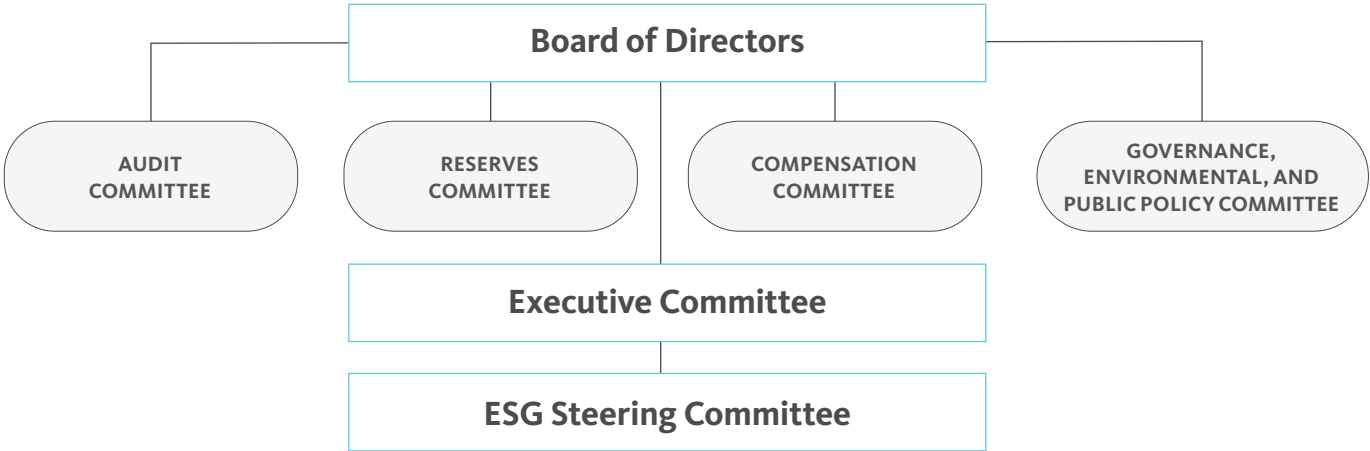 Board of Directors
AUDIT
COMMITTEE
RESERVES
COMMITTEE
COMPENSATION
COMMITTEE
GOVERNANCE,
ENVIRONMENTAL, AND
PUBLIC POLICY COMMITTEE
Executive Committee
ESG Steering Committee